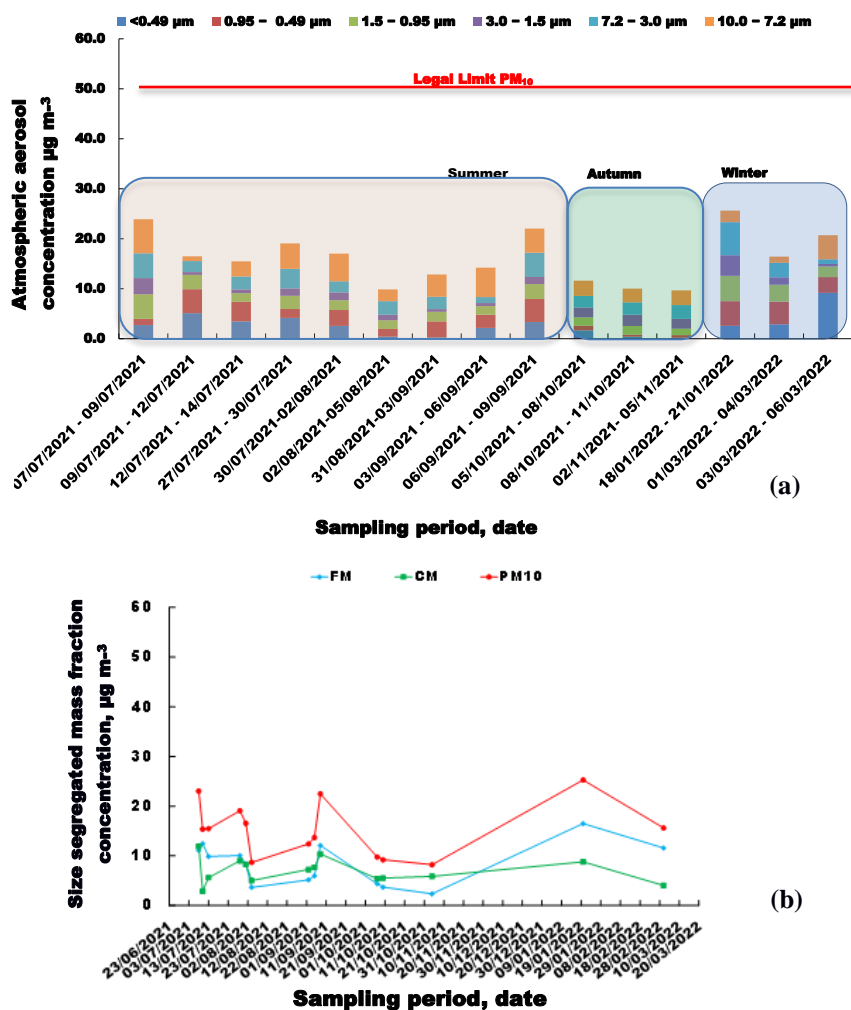 <0.49 µm 0.95 – 0.49 µm 1.5 – 0.95 µm 3.0 – 1.5 µm 7.2 – 3.0 µm 10.0 – 7.2 µm
Atmospheric aerosol
concentration µg m-³
60.0
50.0
40.0
30.0
20.0
10.0
0.0
Legal Limit PM₁₀
Summer
Autumn
Winter
07/07/2021 - 09/07/2021
09/07/2021 - 12/07/2021
12/07/2021 - 14/07/2021
27/07/2021 - 30/07/2021
30/07/2021-02/08/2021
02/08/2021-05/08/2021
31/08/2021-03/09/2021
03/09/2021 - 06/09/2021
06/09/2021 - 09/09/2021
05/10/2021 - 08/10/2021
08/10/2021 - 11/10/2021
02/11/2021-05/11/2021
18/01/2022 - 21/01/2022
01/03/2022 - 04/03/2022
03/03/2022 - 06/03/2022
(a)
Sampling period, date
FM CM PM10
Size segregated mass fraction
concentration, µg m-³
60
50
40
30
20
10
0
23/06/2021
03/07/2021
13/07/2021
23/07/2021
02/08/2021
12/08/2021
22/08/2021
01/09/2021
11/09/2021
21/09/2021
01/10/2021
11/10/2021
21/10/2021
31/10/2021
10/11/2021
20/11/2021
30/11/2021
10/12/2021
20/12/2021
30/12/2021
09/01/2022
19/01/2022
29/01/2022
08/02/2022
18/02/2022
28/02/2022
10/03/2022
20/03/2022
(b)
Sampling period, date